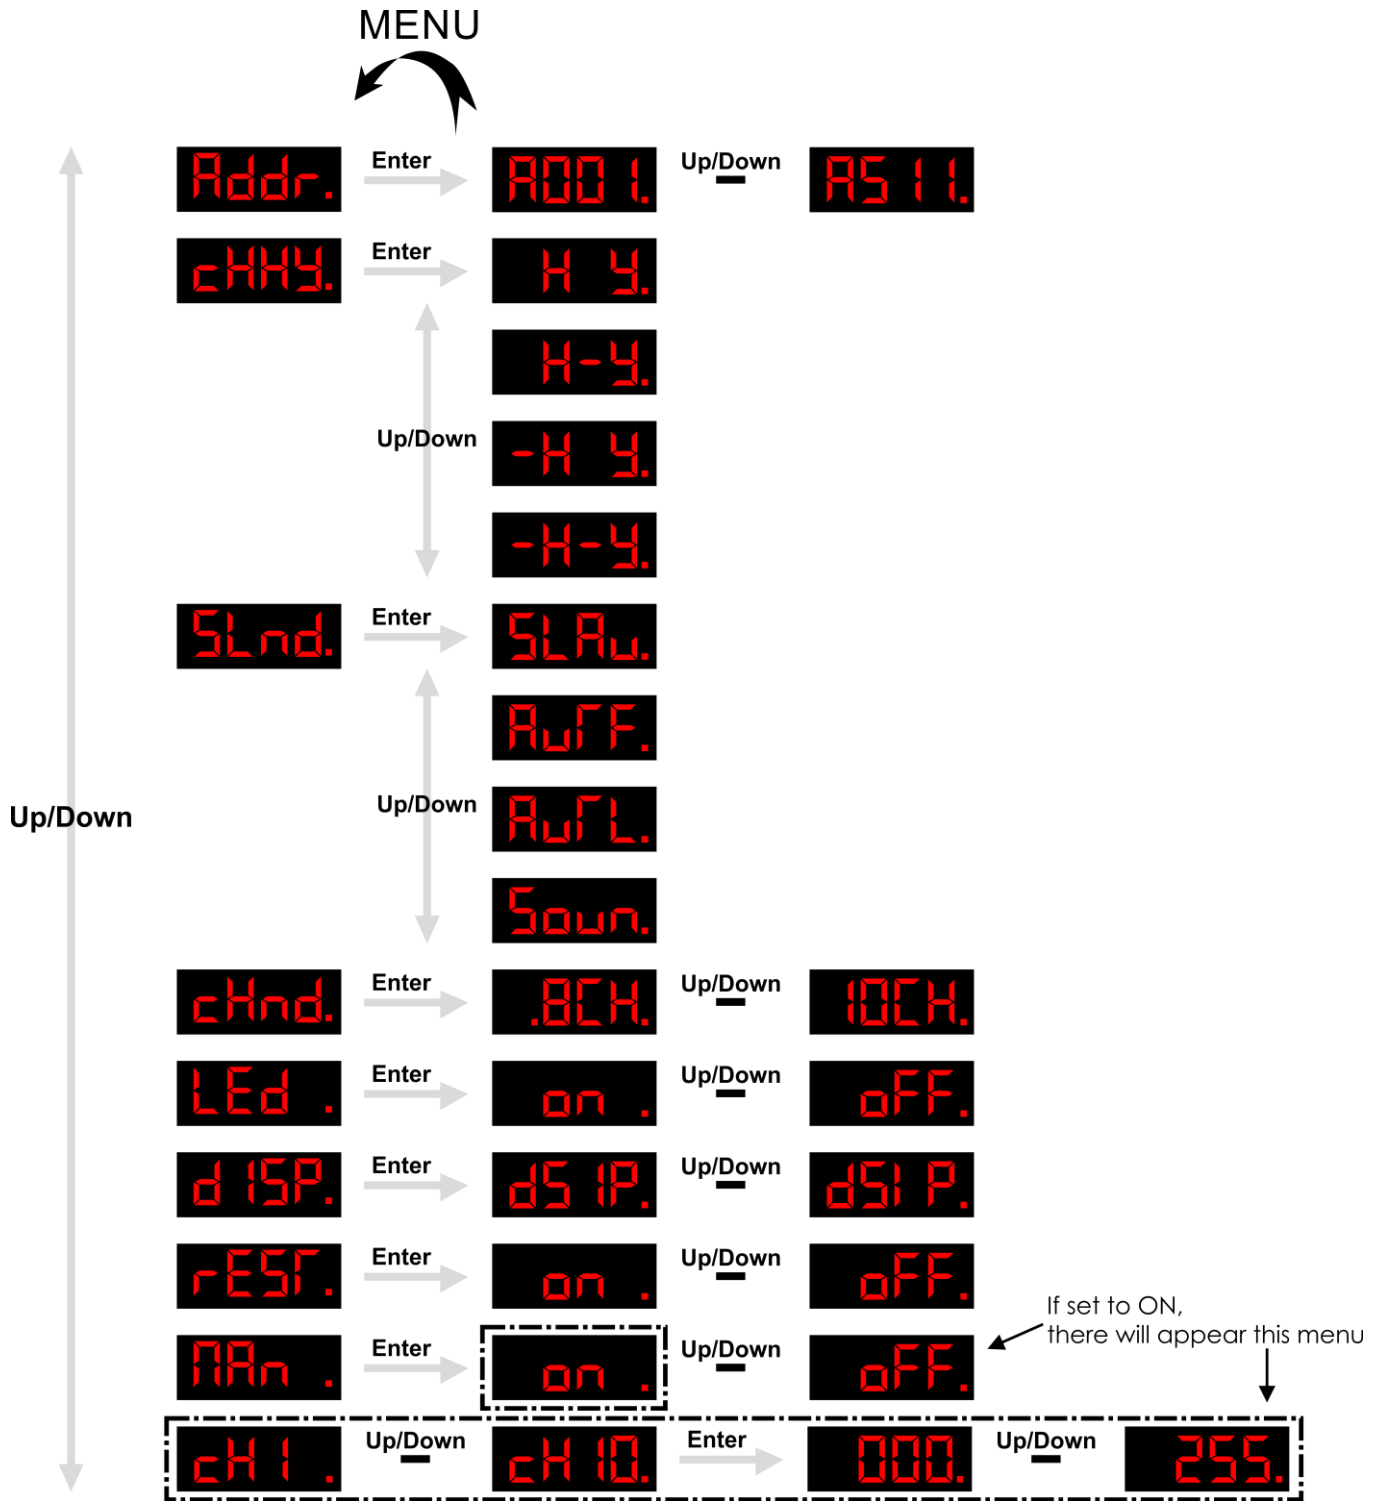 MENU
Addr. Enter A001. Up/Down A511.
cHHY. Enter H Y.
H-Y.
Up/Down -H Y.
-H-Y.
SLnd. Enter SLAu.
AuTF.
Up/Down Up/Down AuTL.
Soun.
cHnd. Enter .8CH. Up/Down 10CH.
LEd . Enter on . Up/Down oFF.
dISP. Enter dSIP. Up/Down dSI P.
rEST. Enter on . Up/Down oFF.
If set to ON,
there will appear this menu
MAn . Enter on . Up/Down oFF.
cH1 . Up/Down cH10. Enter 000. Up/Down 255.